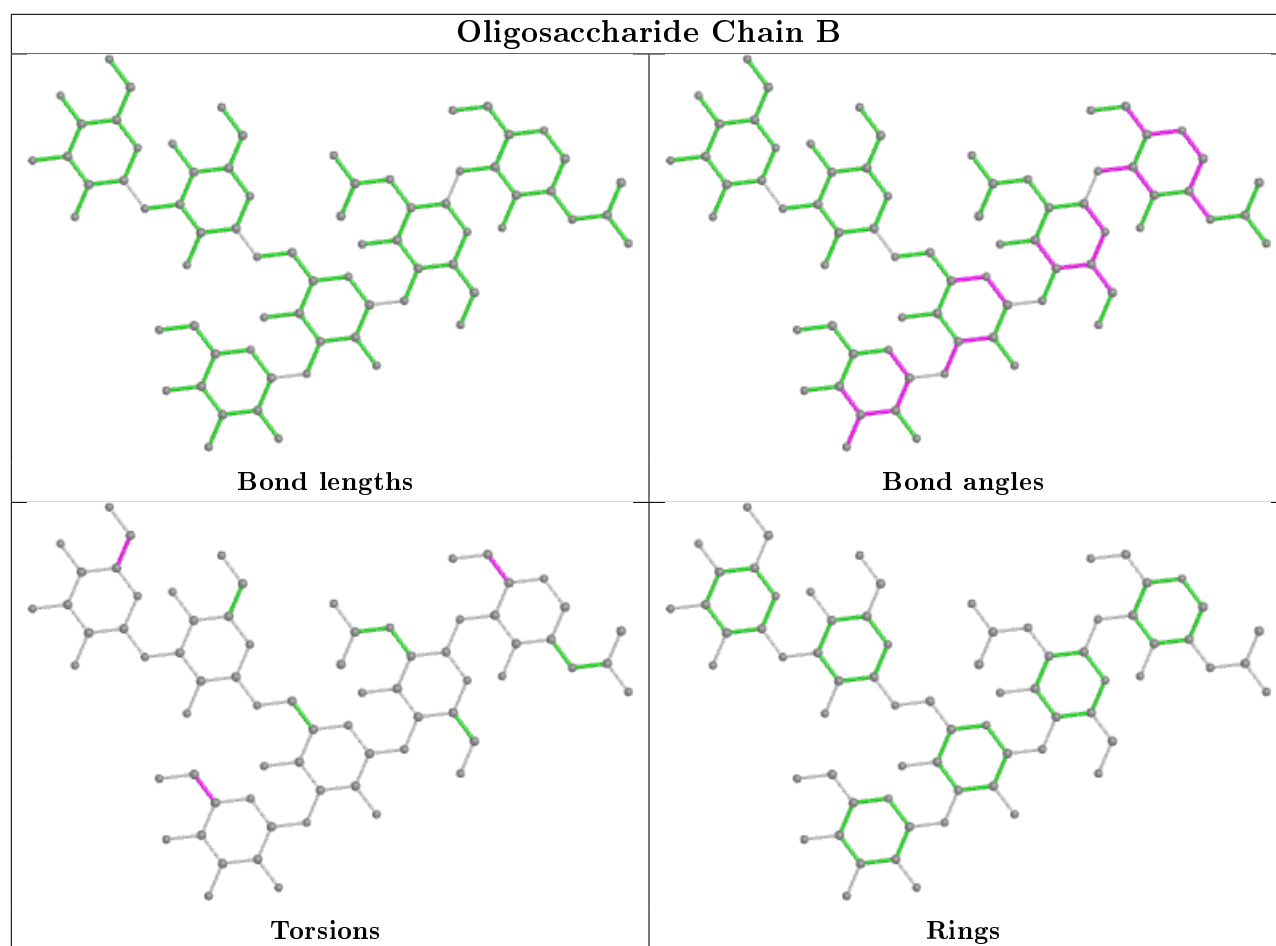 Oligosaccharide Chain B
Bond lengths
Bond angles
Torsions
Rings